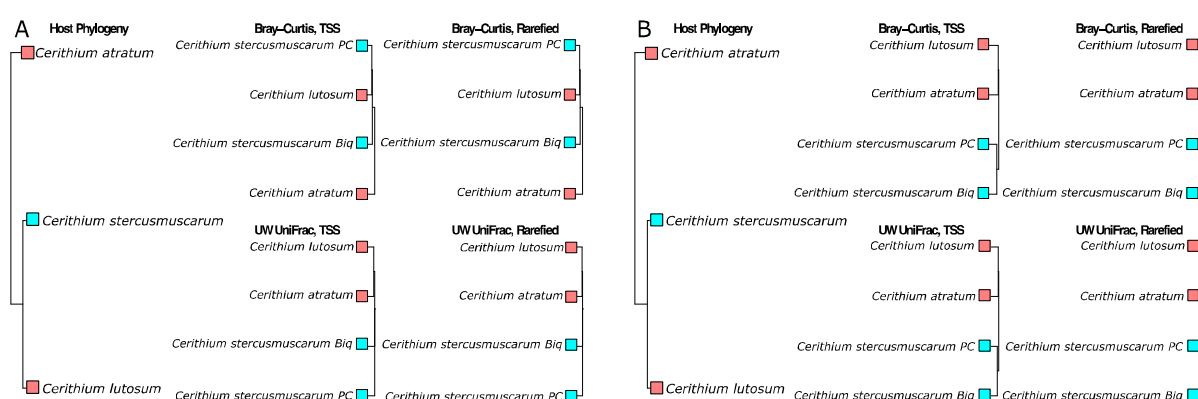 A
Host Phylogeny
Cerithium atratum
Cerithium stercusmuscarum
Cerithium lutosum
Bray–Curtis, TSS
Cerithium stercusmuscarum PC
Cerithium lutosum
Cerithium stercusmuscarum Biq
Cerithium atratum
Bray–Curtis, Rarefied
Cerithium stercusmuscarum PC
Cerithium lutosum
Cerithium stercusmuscarum Biq
Cerithium atratum
UW UniFrac, TSS
Cerithium lutosum
Cerithium atratum
Cerithium stercusmuscarum Biq
Cerithium stercusmuscarum PC
UW UniFrac, Rarefied
Cerithium lutosum
Cerithium atratum
Cerithium stercusmuscarum Biq
Cerithium stercusmuscarum PC
B
Host Phylogeny
Cerithium atratum
Cerithium stercusmuscarum
Cerithium lutosum
Bray–Curtis, TSS
Cerithium lutosum
Cerithium atratum
Cerithium stercusmuscarum PC
Cerithium stercusmuscarum Biq
Bray–Curtis, Rarefied
Cerithium lutosum
Cerithium atratum
Cerithium stercusmuscarum PC
Cerithium stercusmuscarum Biq
UW UniFrac, TSS
Cerithium lutosum
Cerithium atratum
Cerithium stercusmuscarum PC
Cerithium stercusmuscarum Biq
UW UniFrac, Rarefied
Cerithium lutosum
Cerithium atratum
Cerithium stercusmuscarum PC
Cerithium stercusmuscarum Biq